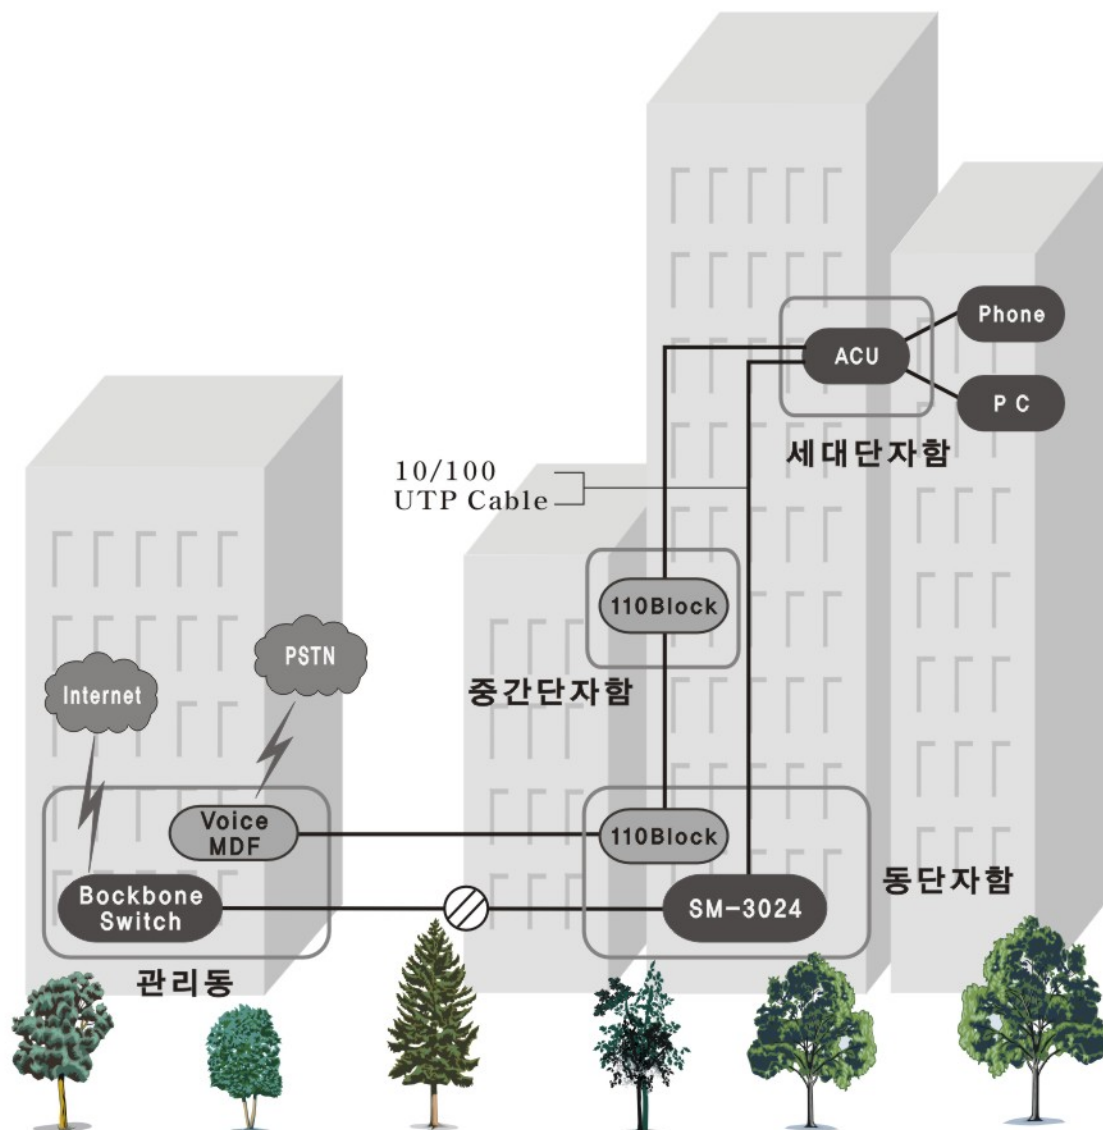 Phone
ACU
P C
세대단자함
10/100
UTP Cable
110Block
중간단자함
PSTN
Internet
Voice
MDF
110Block
동단자함
Bockbone
Switch
SM-3024
관리동